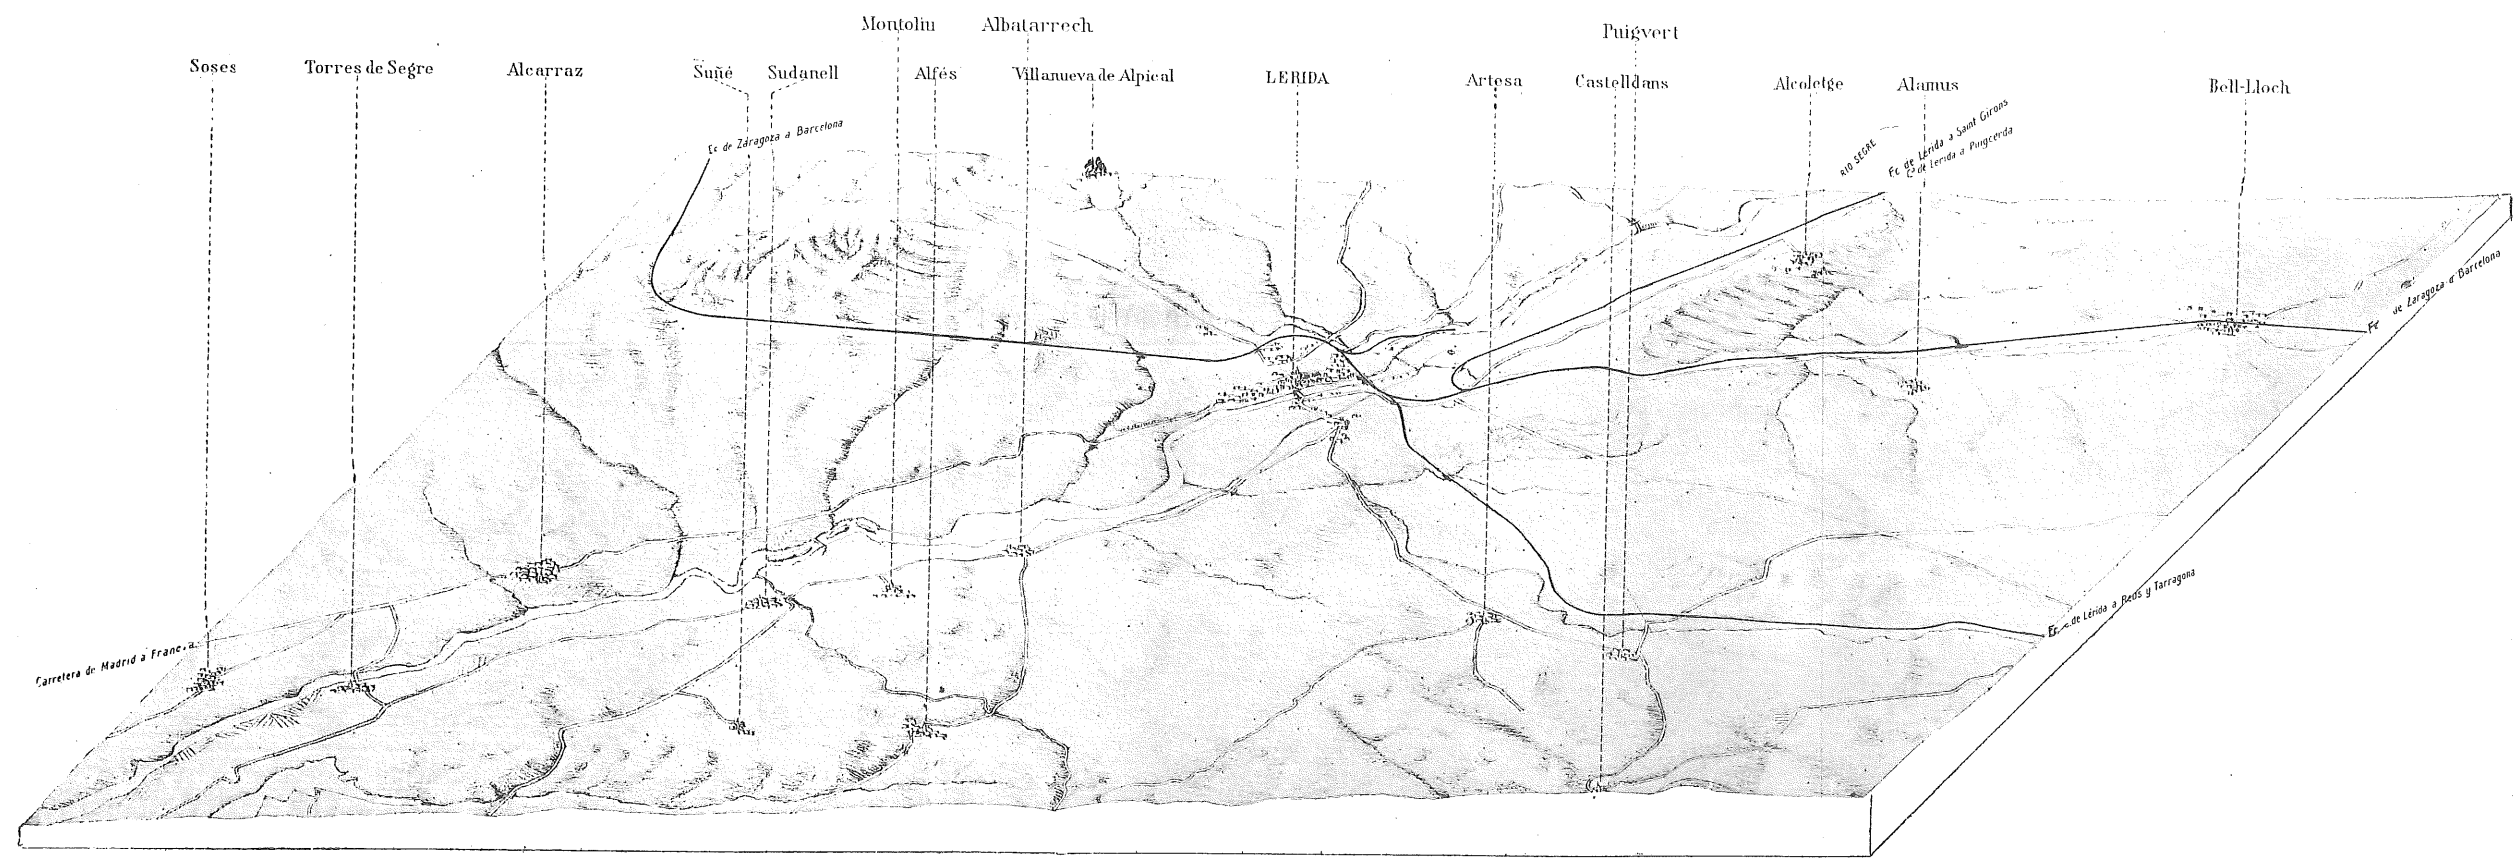 Montoliu
Albatarrech
Puigvert
Soses
Torres de Segre
Alcarraz
Suñé
Sudanell
Alfés
Villanueva de Alpical
LERIDA
Artesa
Castelldans
Alcoletge
Alamus
Bell-Lloch
Fc de Zaragoza a Barcelona
RIO SEGRE
Fc de Lérida a Saint Girons
Cª de Lerida a Puigcerda
Fc de Zaragoza a Barcelona
Fc de Lérida a Reus y Tarragona
Carretera de Madrid a Francia